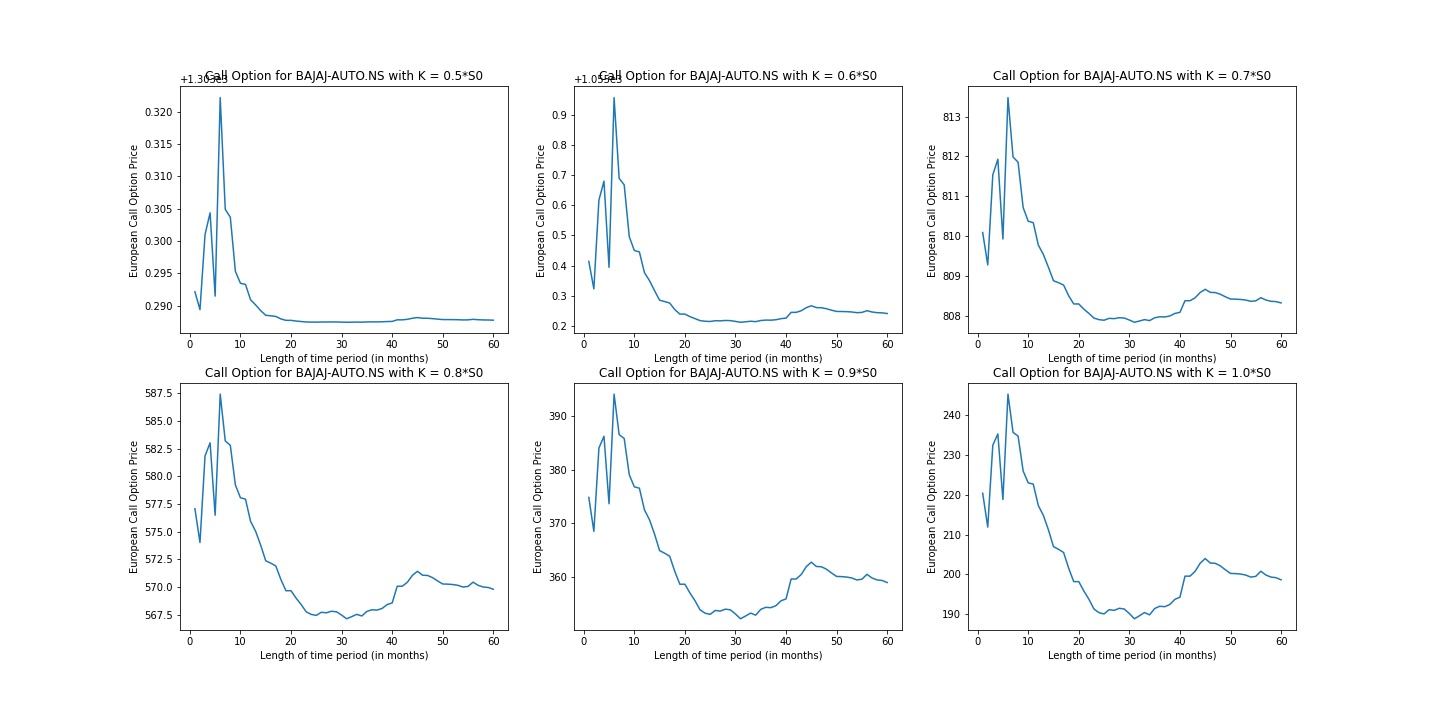 +1.303e3
Call Option for BAJAJ-AUTO.NS with K = 0.5*S0
0.320
0.315
0.310
0.305
0.300
0.295
0.290
European Call Option Price
0 10 20 30 40 50 60
Length of time period (in months)
+1.055e3
Call Option for BAJAJ-AUTO.NS with K = 0.6*S0
0.9
0.8
0.7
0.6
0.5
0.4
0.3
0.2
European Call Option Price
0 10 20 30 40 50 60
Length of time period (in months)
Call Option for BAJAJ-AUTO.NS with K = 0.7*S0
813
812
811
810
809
808
European Call Option Price
0 10 20 30 40 50 60
Length of time period (in months)
Call Option for BAJAJ-AUTO.NS with K = 0.8*S0
587.5
585.0
582.5
580.0
577.5
575.0
572.5
570.0
567.5
European Call Option Price
0 10 20 30 40 50 60
Length of time period (in months)
Call Option for BAJAJ-AUTO.NS with K = 0.9*S0
390
380
370
360
European Call Option Price
0 10 20 30 40 50 60
Length of time period (in months)
Call Option for BAJAJ-AUTO.NS with K = 1.0*S0
240
230
220
210
200
190
European Call Option Price
0 10 20 30 40 50 60
Length of time period (in months)